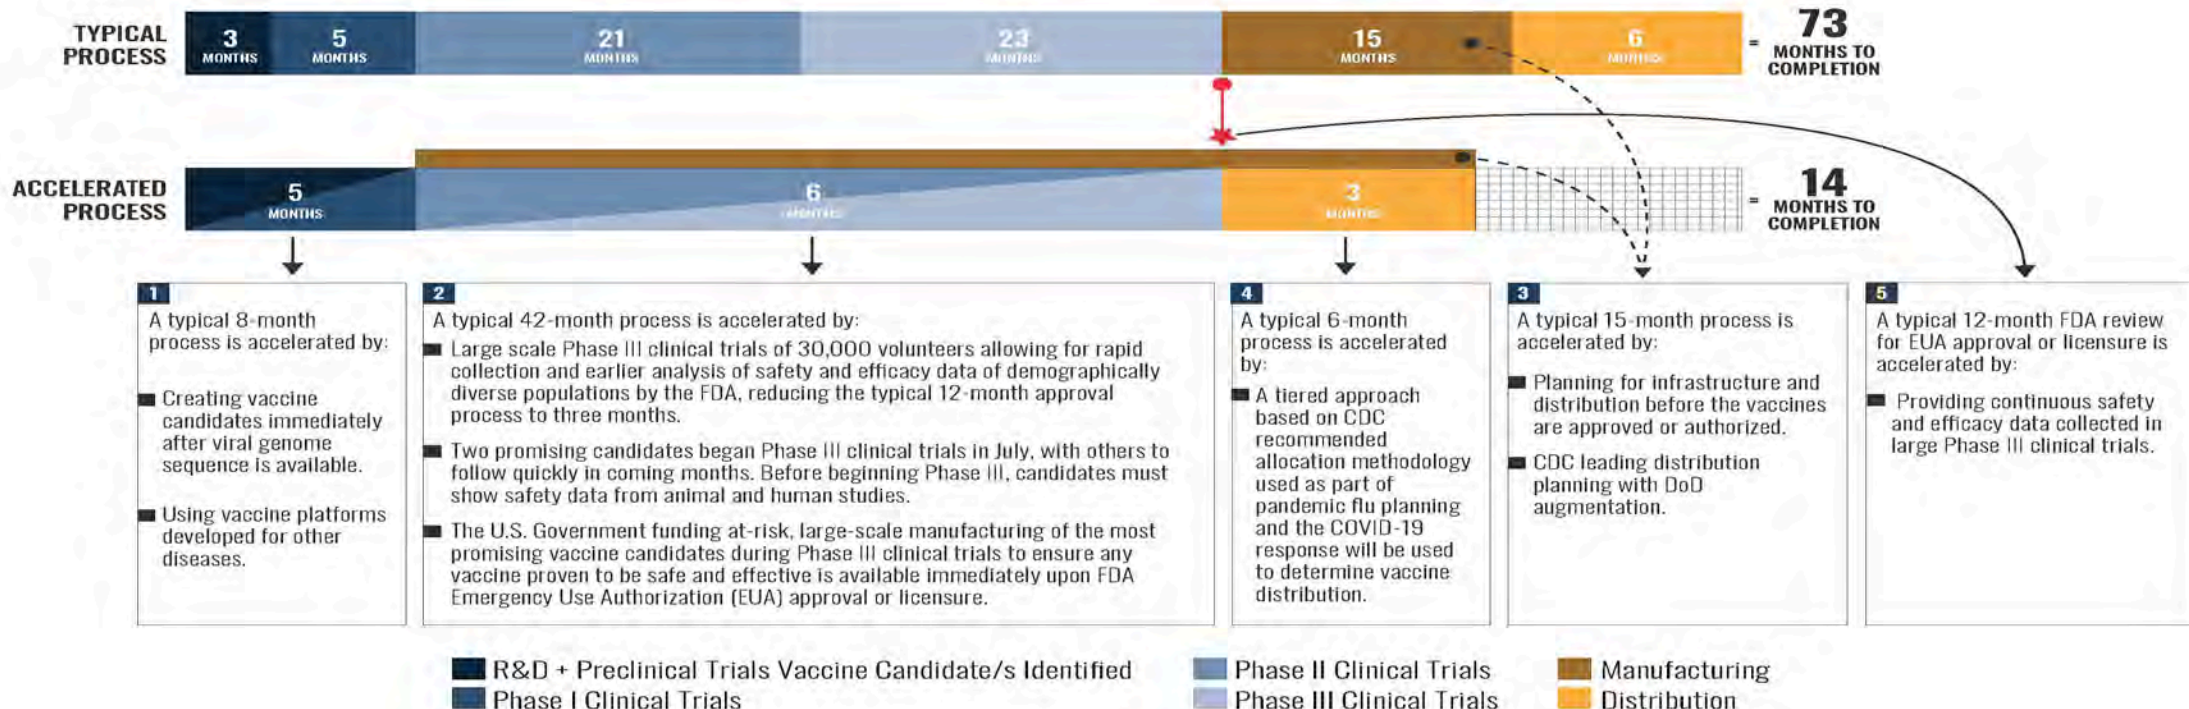 TYPICAL
PROCESS
3
MONTHS
5
MONTHS
21
MONTHS
23
MONTHS
15
MONTHS
6
MONTHS
=
73
MONTHS TO
COMPLETION
ACCELERATED
PROCESS
5
MONTHS
6
MONTHS
3
MONTHS
=
14
MONTHS TO
COMPLETION
1
A typical 8-month
process is accelerated by:
Creating vaccine
candidates immediately
after viral genome
sequence is available.
Using vaccine platforms
developed for other
diseases.
2
A typical 42-month process is accelerated by:
Large scale Phase III clinical trials of 30,000 volunteers allowing for rapid
collection and earlier analysis of safety and efficacy data of demographically
diverse populations by the FDA, reducing the typical 12-month approval
process to three months.
Two promising candidates began Phase III clinical trials in July, with others to
follow quickly in coming months. Before beginning Phase III, candidates must
show safety data from animal and human studies.
The U.S. Government funding at-risk, large-scale manufacturing of the most
promising vaccine candidates during Phase III clinical trials to ensure any
vaccine proven to be safe and effective is available immediately upon FDA
Emergency Use Authorization (EUA) approval or licensure.
4
A typical 6-month
process is accelerated
by:
A tiered approach
based on CDC
recommended
allocation methodology
used as part of
pandemic flu planning
and the COVID-19
response will be used
to determine vaccine
distribution.
3
A typical 15-month process is
accelerated by:
Planning for infrastructure and
distribution before the vaccines
are approved or authorized.
CDC leading distribution
planning with DoD
augmentation.
5
A typical 12-month FDA review
for EUA approval or licensure is
accelerated by:
Providing continuous safety
and efficacy data collected in
large Phase III clinical trials.
R&D + Preclinical Trials Vaccine Candidate/s Identified
Phase I Clinical Trials
Phase II Clinical Trials
Phase III Clinical Trials
Manufacturing
Distribution